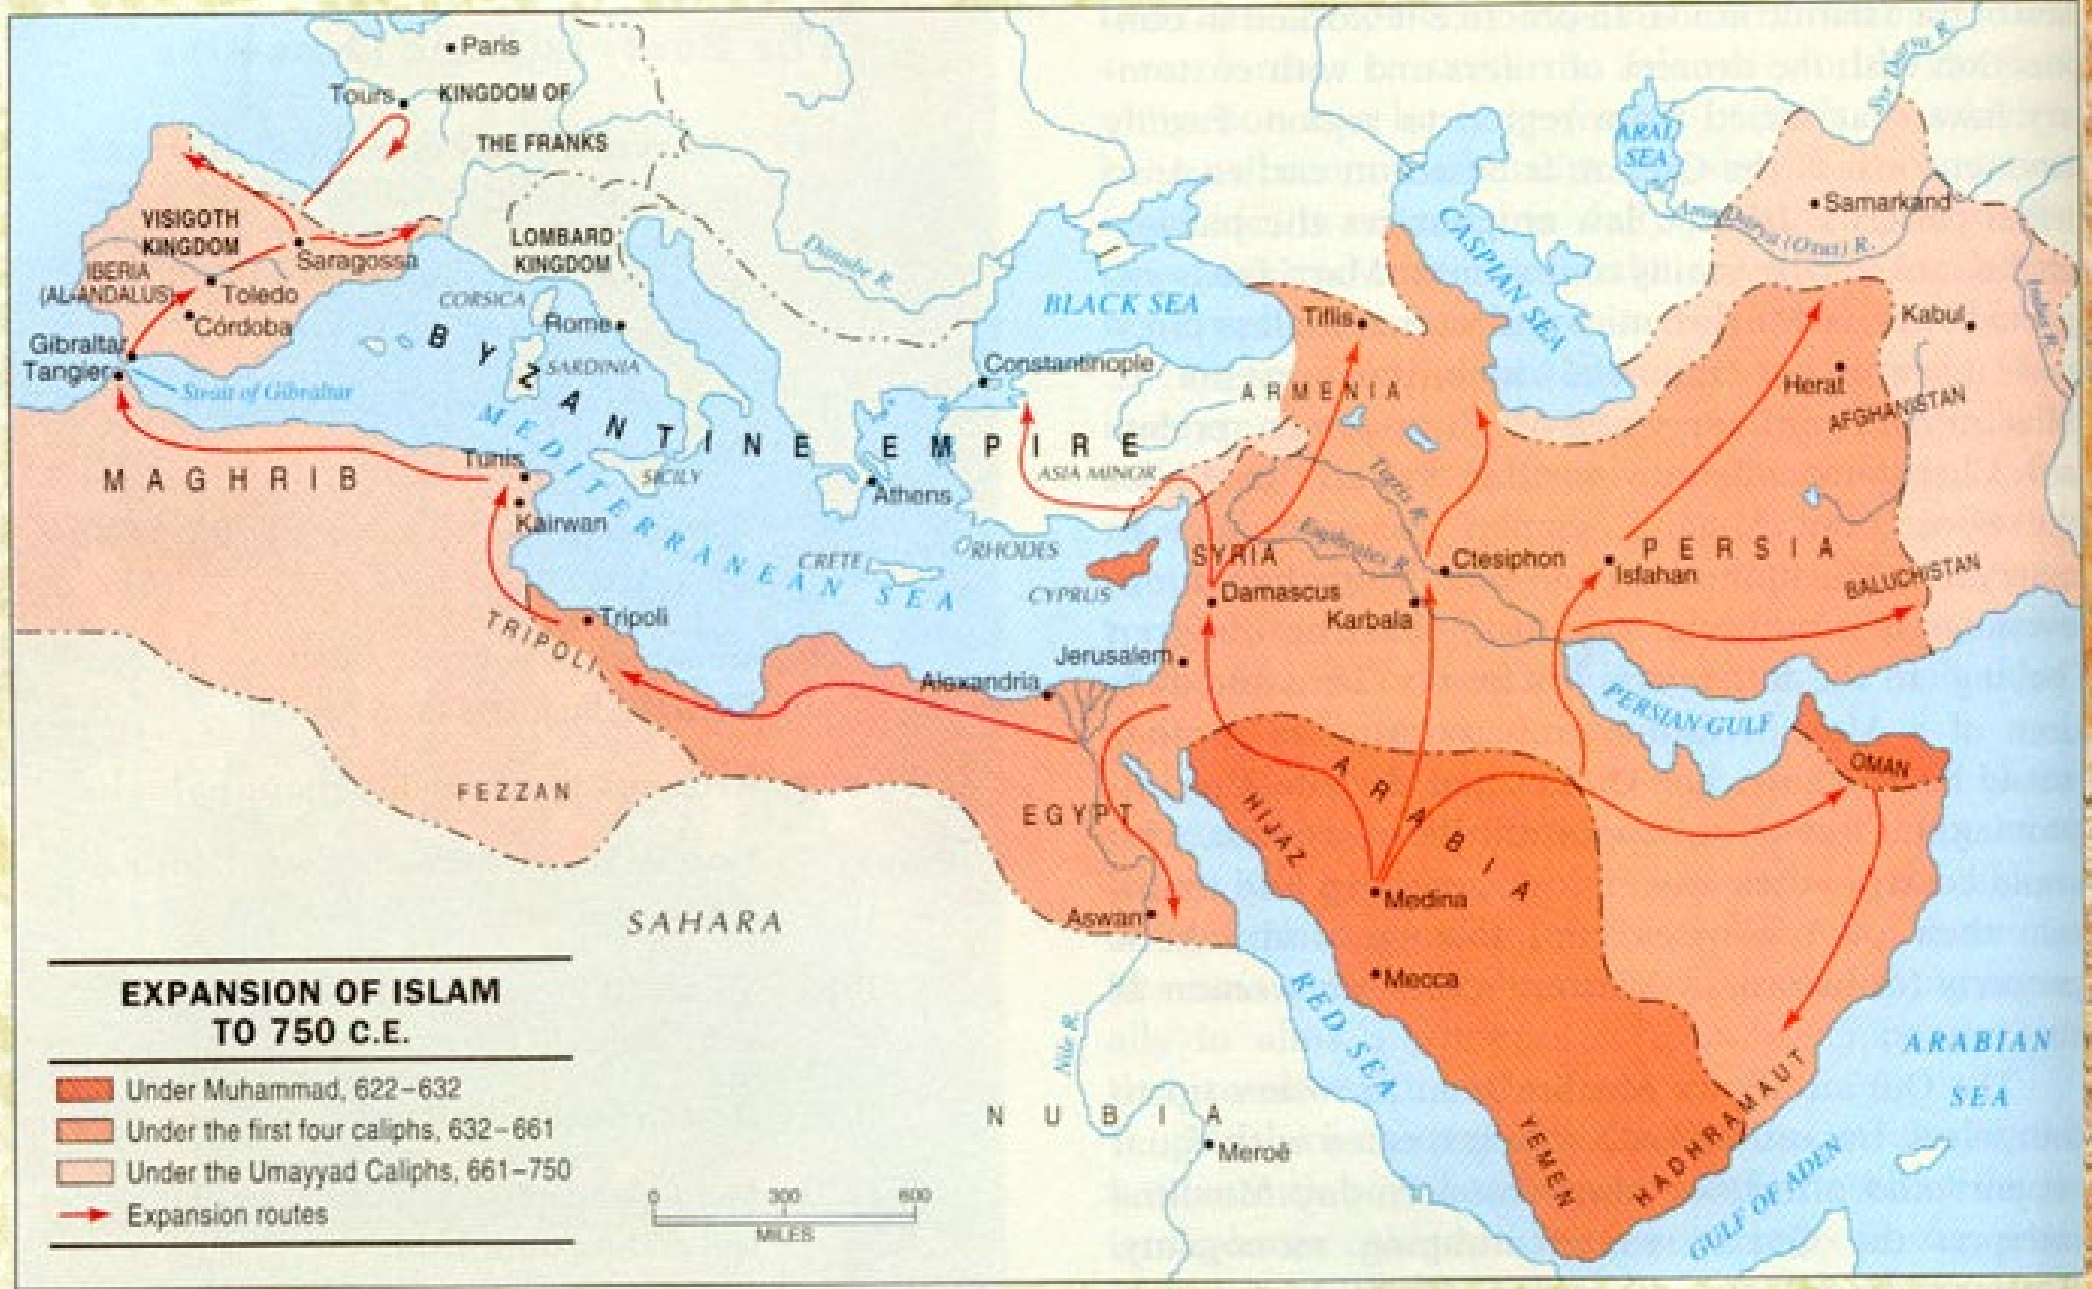 Paris
Tours
KINGDOM OF
THE FRANKS
VISIGOTH
KINGDOM
IBERIA
(AL-ANDALUS)
Saragossa
Toledo
Córdoba
Gibraltar
Tangier
Strait of Gibraltar
LOMBARD
KINGDOM
CORSICA
Rome
SARDINIA
BYZANTINE EMPIRE
MEDITERRANEAN SEA
SICILY
Danube R.
BLACK SEA
Constantinople
ASIA MINOR
Athens
CRETE
RHODES
CYPRUS
MAGHRIB
Tunis
Kairwan
Tripoli
TRIPOLI
FEZZAN
SAHARA
Alexandria
Jerusalem
EGYPT
Aswan
Nile R.
NUBIA
Meroë
ARAL
SEA
Syr Darya R.
Samarkand
Amu Darya (Oxus) R.
CASPIAN SEA
Tiflis
ARMENIA
Kabul
Indus R.
Herat
AFGHANISTAN
Tigris R.
Euphrates R.
SYRIA
Damascus
Ctesiphon
Karbala
Isfahan
PERSIA
BALUCHISTAN
PERSIAN GULF
OMAN
ARABIA
HIJAZ
Medina
Mecca
RED SEA
YEMEN
HADHRAMAUT
GULF OF ADEN
ARABIAN
SEA
EXPANSION OF ISLAM
TO 750 C.E.
Under Muhammad, 622–632
Under the first four caliphs, 632–661
Under the Umayyad Caliphs, 661–750
Expansion routes
0 300 600
MILES